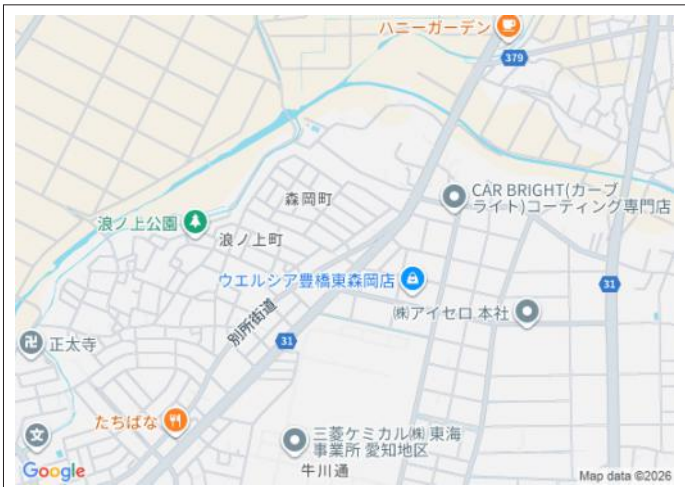 ハニーガーデン
379
森岡町
CAR BRIGHT(カーブ
ライト)コーティング専門店
浪ノ上公園
浪ノ上町
ウエルシア豊橋東森岡店
31
別所街道
㈱アイセロ 本社
31
正太寺
卍
たちばな
文
三菱ケミカル㈱ 東海
事業所 愛知地区
牛川通
Google
Map data ©2026